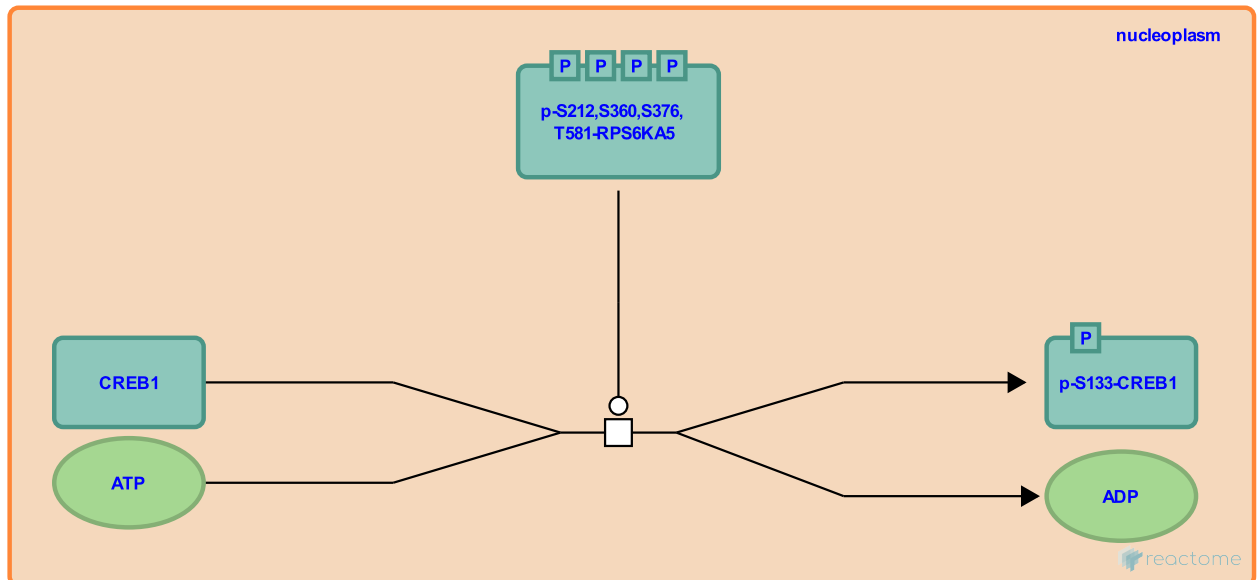 nucleoplasm
P P P P
p-S212,S360,S376,
T581-RPS6KA5
CREB1
P
p-S133-CREB1
ATP
ADP
reactome